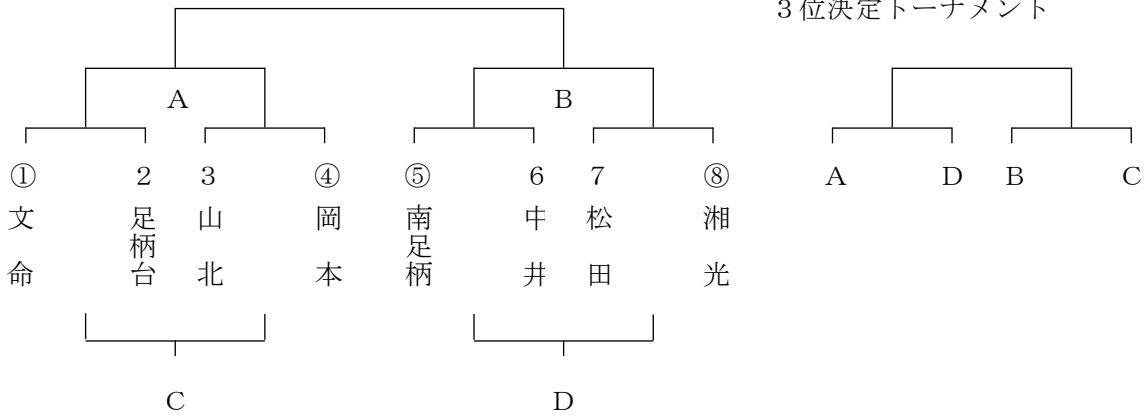 3位決定トーナメント
A
B
① 2 3 ④ ⑤ 6 7 ⑧
文命
足柄台
山北
岡本
南足柄
中井
松田
湘光
A D B C
C
D